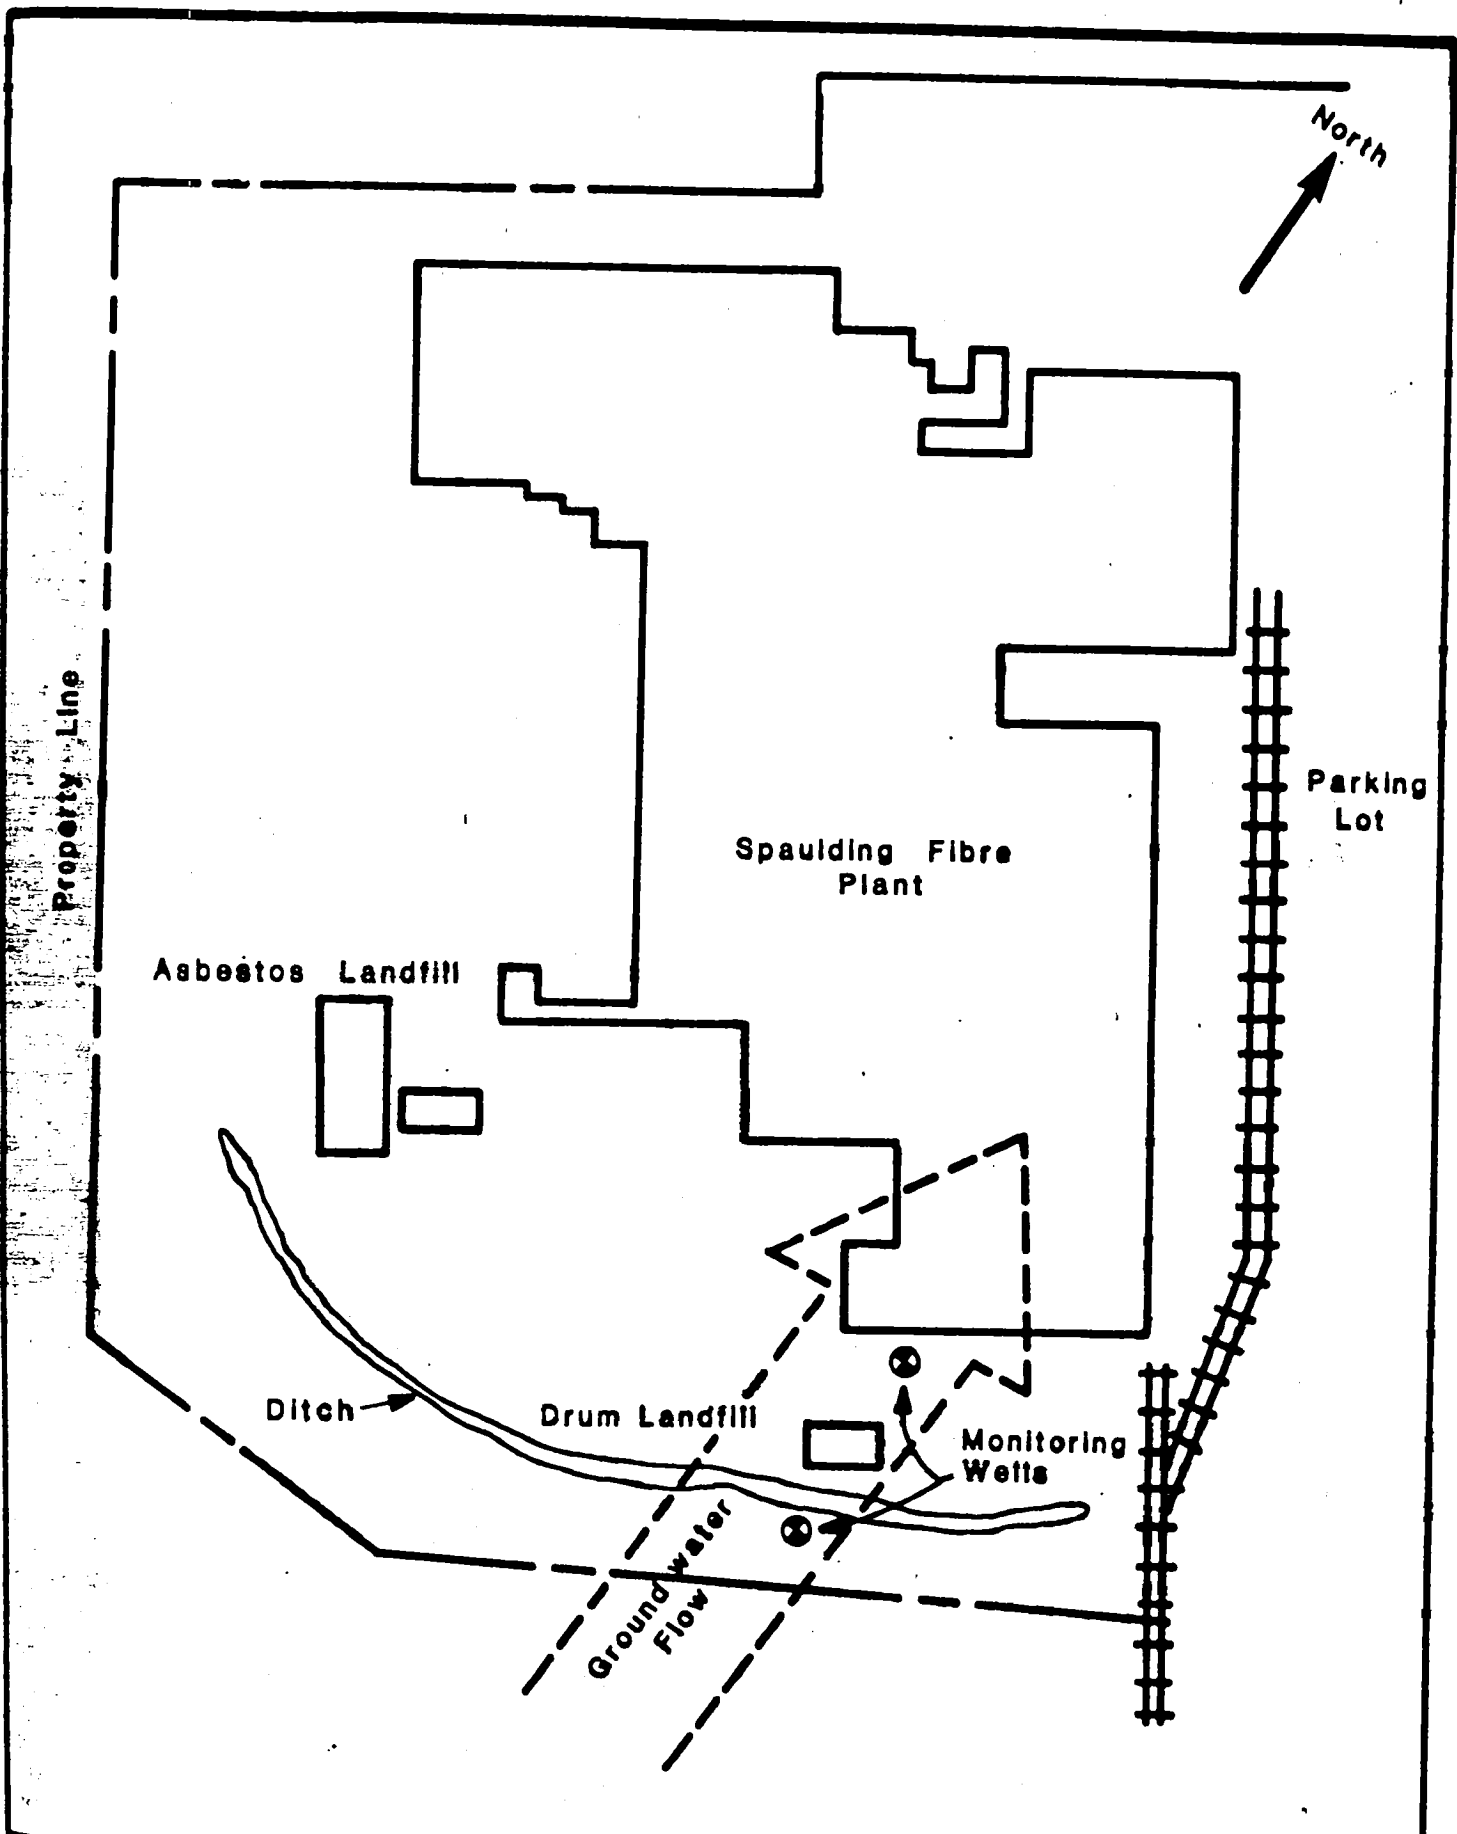 North
Property Line
Parking
Lot
Spaulding Fibre
Plant
Asbestos Landfill
Ditch
Drum Landfill
Monitoring
Wells
Ground water
Flow